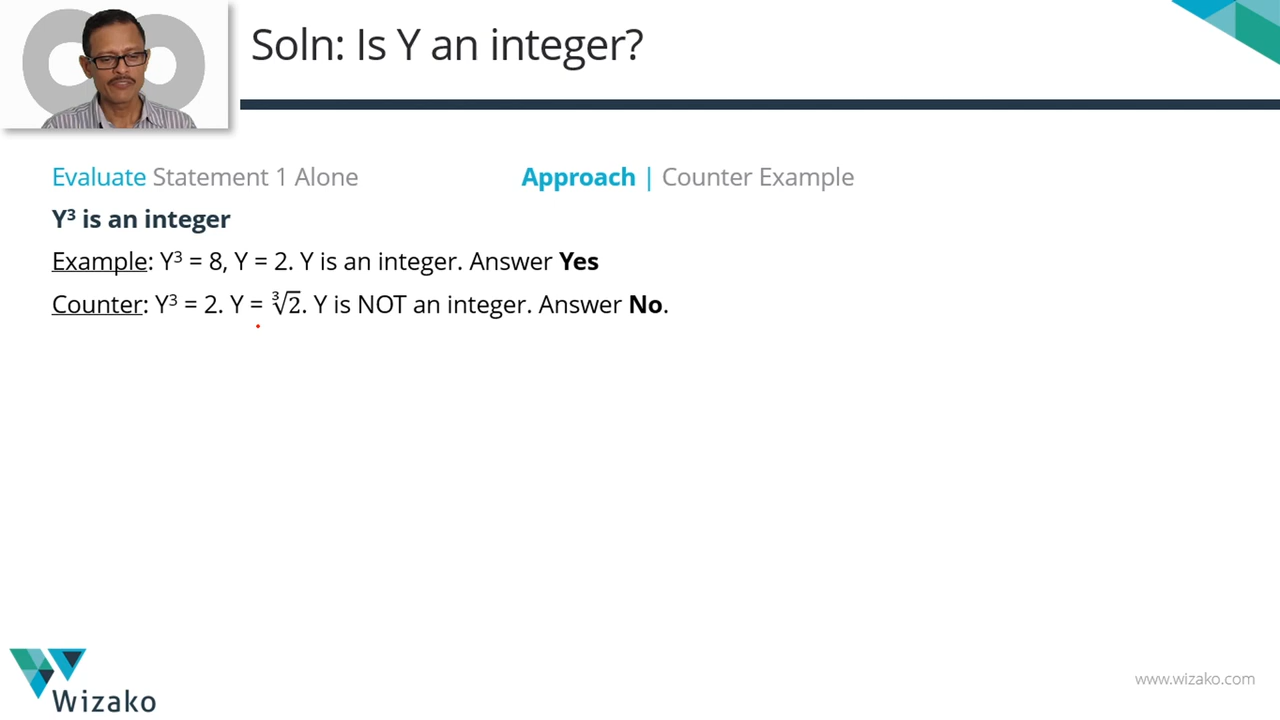 Soln: Is Y an integer?
Evaluate Statement 1 Alone
Approach | Counter Example
Y³ is an integer
Example: Y³ = 8, Y = 2. Y is an integer. Answer Yes
Counter: Y³ = 2. Y = ∛2. Y is NOT an integer. Answer No.
Wizako
www.wizako.com